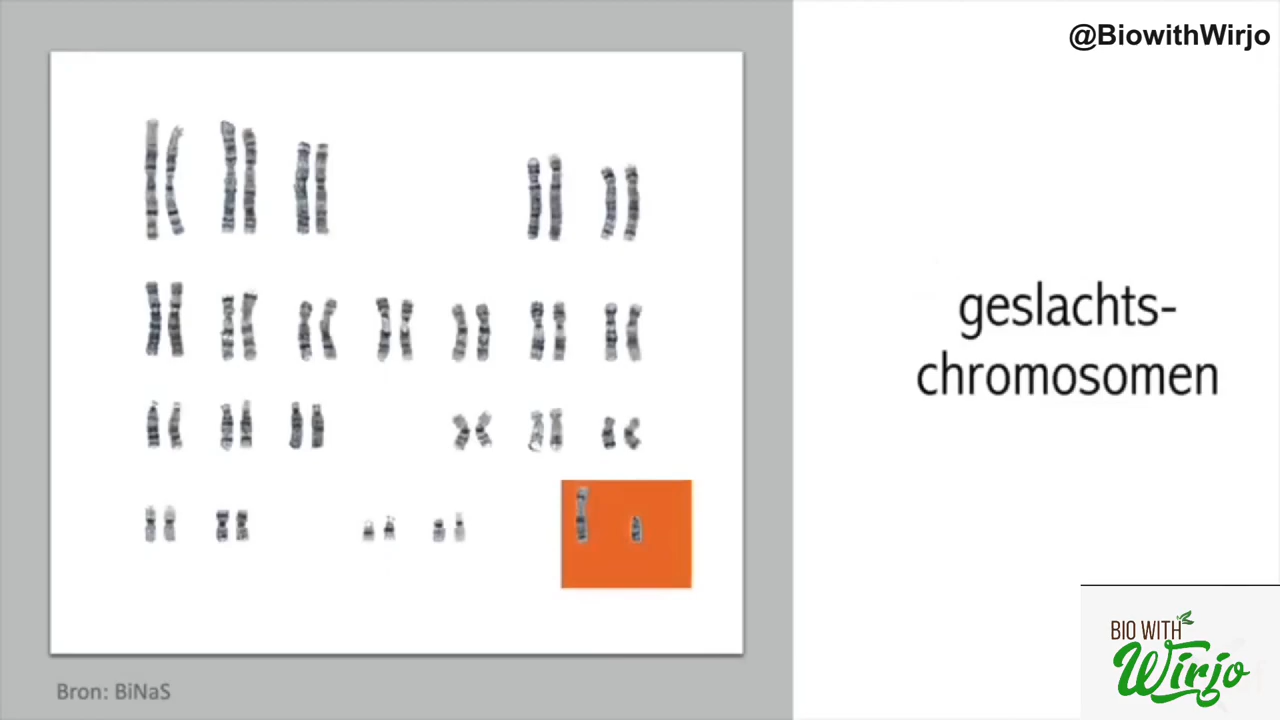 @BiowithWirjo
geslachts-
chromosomen
Bron: BiNaS
BIO WITH
Wirjo